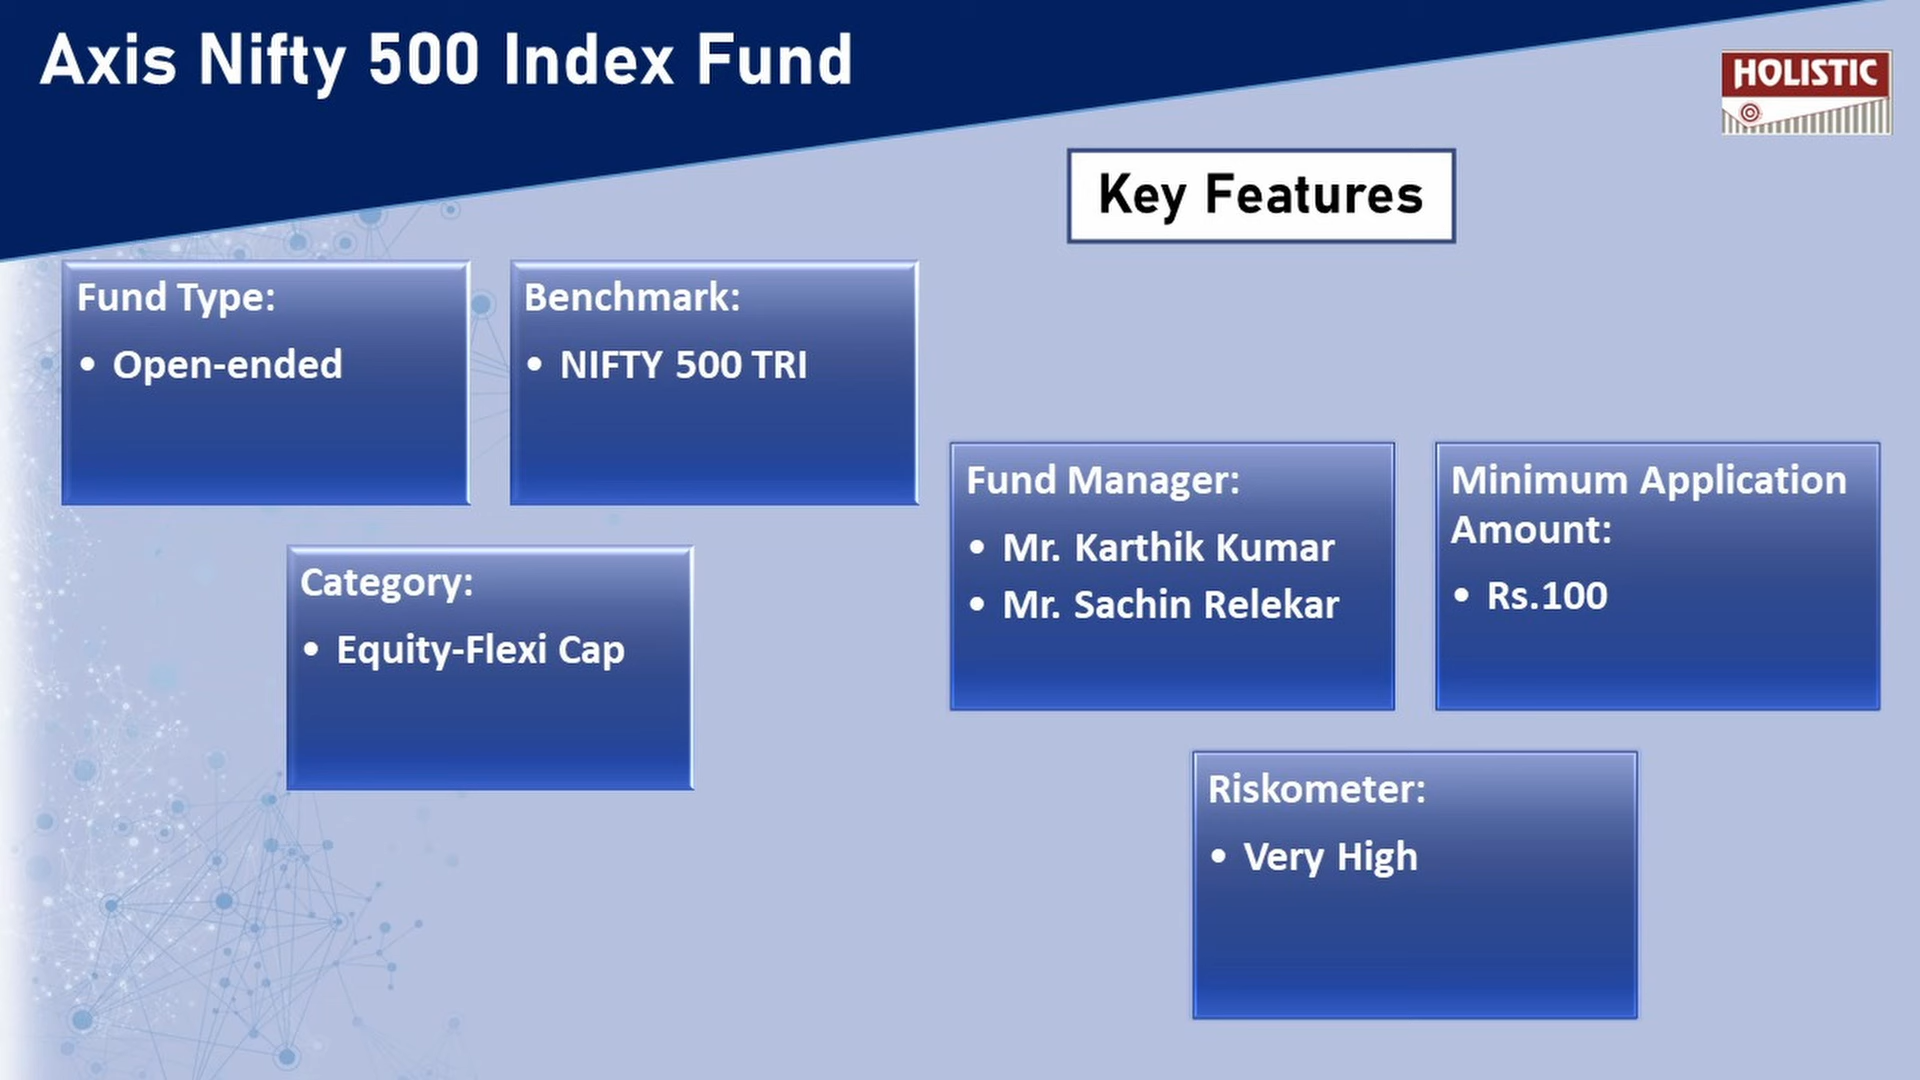 Axis Nifty 500 Index Fund
HOLISTIC
Key Features
Fund Type:
• Open-ended
Benchmark:
• NIFTY 500 TRI
Category:
• Equity-Flexi Cap
Fund Manager:
• Mr. Karthik Kumar
• Mr. Sachin Relekar
Minimum Application
Amount:
• Rs.100
Riskometer:
• Very High